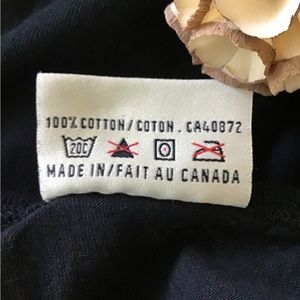 100% COTTON/COTON. CA40872
20C
MADE IN/FAIT AU CANADA